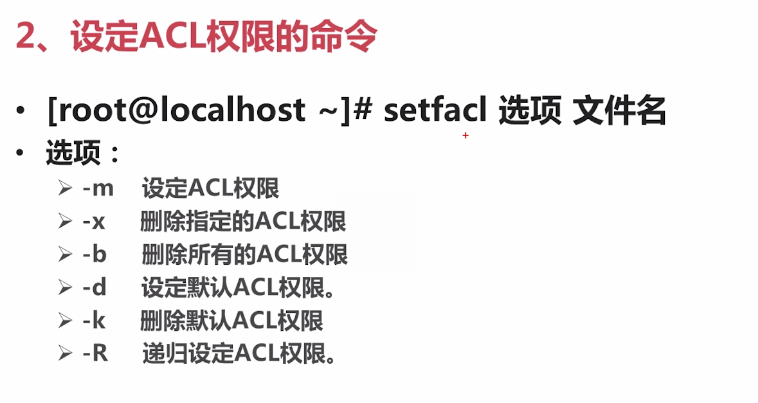 2、设定ACL权限的命令
• [root@localhost ~]# setfacl 选项 文件名
• 选项：
➢ -m 设定ACL权限
➢ -x 删除指定的ACL权限
➢ -b 删除所有的ACL权限
➢ -d 设定默认ACL权限。
➢ -k 删除默认ACL权限
➢ -R 递归设定ACL权限。